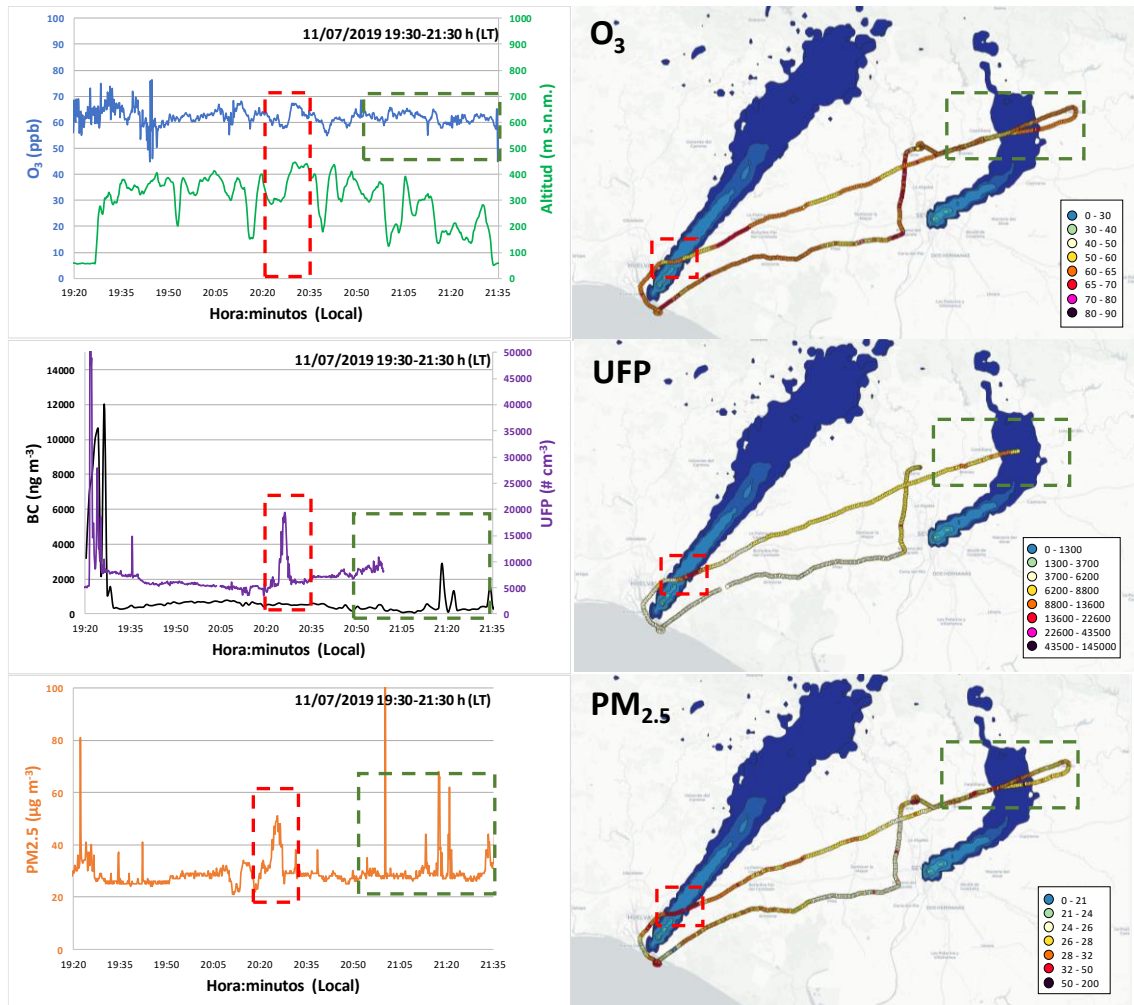 11/07/2019 19:30-21:30 h (LT)
O3 (ppb)
100
90
80
70
60
50
40
30
20
10
0
1000
900
800
700
600
500
400
300
200
100
0
Altitud (m s.n.m.)
19:20 19:35 19:50 20:05 20:20 20:35 20:50 21:05 21:20 21:35
Hora:minutos (Local)
O3
HUELVA
0 - 30
30 - 40
40 - 50
50 - 60
60 - 65
65 - 70
70 - 80
80 - 90
11/07/2019 19:30-21:30 h (LT)
BC (ng m-3)
14000
12000
10000
8000
6000
4000
2000
0
50000
45000
40000
35000
30000
25000
20000
15000
10000
5000
0
UFP (# cm-3)
19:20 19:35 19:50 20:05 20:20 20:35 20:50 21:05 21:20 21:35
Hora:minutos (Local)
UFP
DOS HERMANAS
0 - 1300
1300 - 3700
3700 - 6200
6200 - 8800
8800 - 13600
13600 - 22600
22600 - 43500
43500 - 145000
11/07/2019 19:30-21:30 h (LT)
PM2.5 (µg m-3)
100
80
60
40
20
0
19:20 19:35 19:50 20:05 20:20 20:35 20:50 21:05 21:20 21:35
Hora:minutos (Local)
PM2.5
HUELVA
DOS HERMANAS
0 - 21
21 - 24
24 - 26
26 - 28
28 - 32
32 - 50
50 - 200